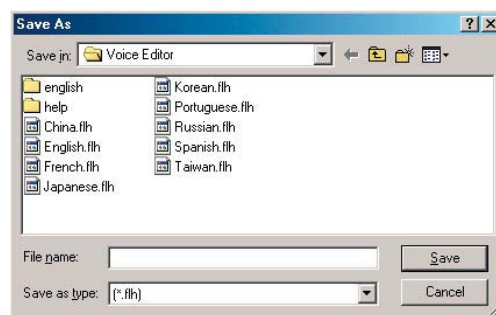 Save As
Save in: Voice Editor
english
help
China.flh
English.flh
French.flh
Japanese.flh
Korean.flh
Portuguese.flh
Russian.flh
Spanish.flh
Taiwan.flh
File name:
Save
Save as type: (*.flh)
Cancel